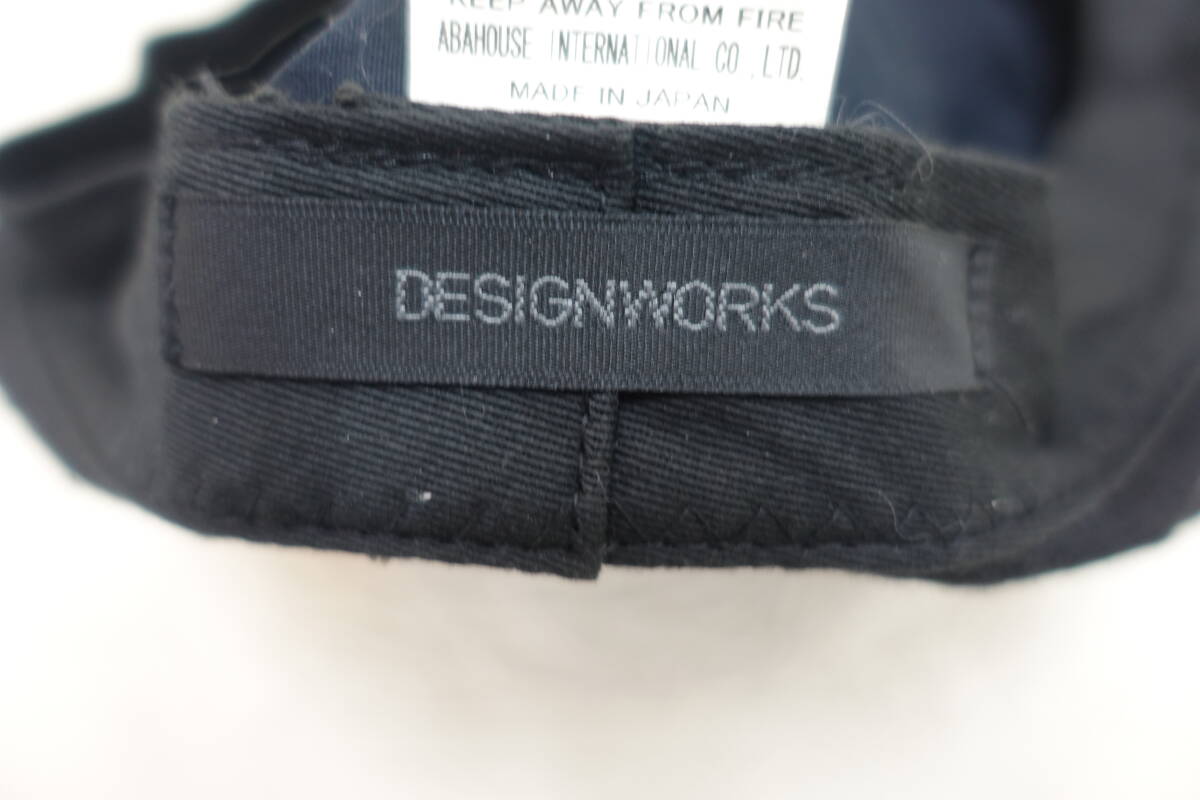 KEEP AWAY FROM FIRE
ABAHOUSE INTERNATIONAL CO.,LTD.
MADE IN JAPAN
DESIGNWORKS